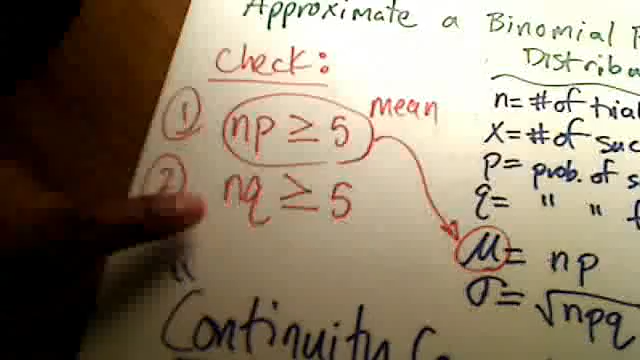 Approximate a Binomial
Distribu
Check:
① np ≥ 5 mean
② nq ≥ 5
n = # of trial
X = # of suc
p = prob. of s
q = " " f
μ = np
σ = √npq
Continuity